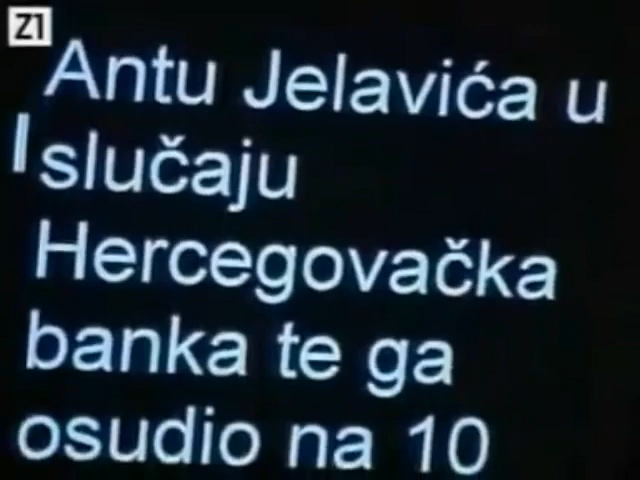 Z1
Antu Jelavića u
slučaju
Hercegovačka
banka te ga
osudio na 10